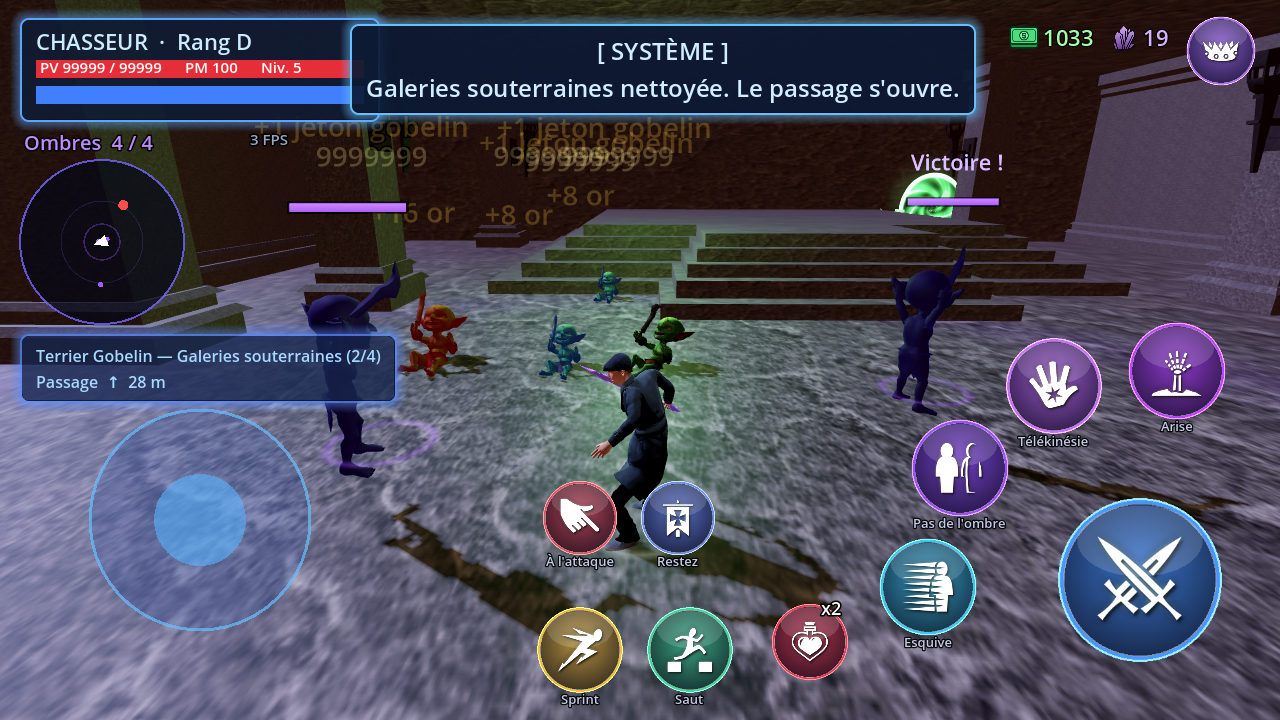 CHASSEUR · Rang D
PV 99999 / 99999 PM 100 Niv. 5
[ SYSTÈME ]
Galeries souterraines nettoyée. Le passage s'ouvre.
1033
19
Ombres 4 / 4
3 FPS
+1 jeton gobelin
+1 jeton gobelin
9999999
+8 or
+8 or
Victoire !
Terrier Gobelin — Galeries souterraines (2/4)
Passage ↑ 28 m
Télékinésie
Arise
Pas de l'ombre
À l'attaque
Restez
x2
Esquive
Sprint
Saut